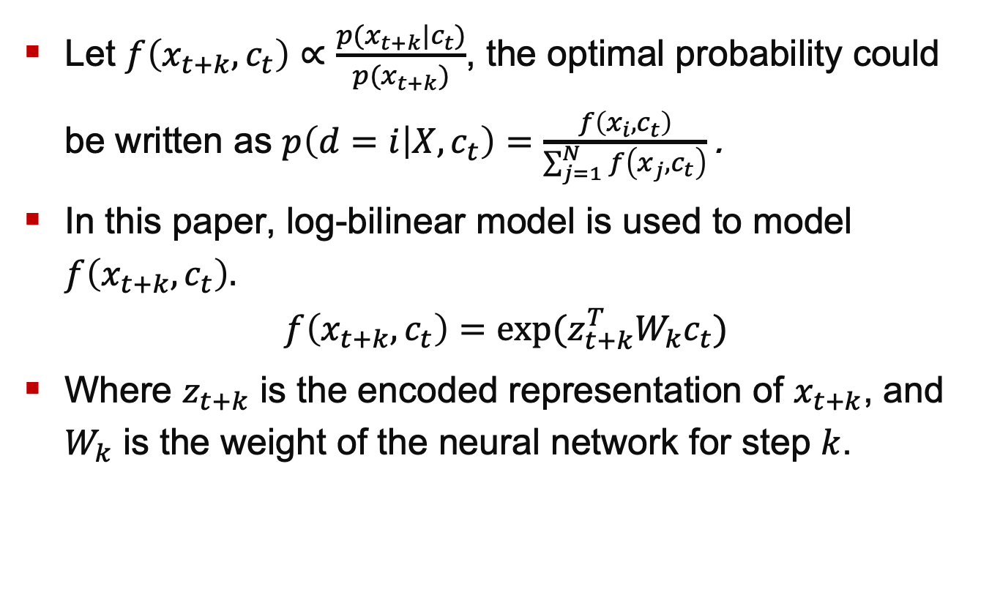 ▪ Let $f(x_{t+k}, c_t) \propto \frac{p(x_{t+k}|c_t)}{p(x_{t+k})}$, the optimal probability could
be written as $p(d = i|X, c_t) = \frac{f(x_i, c_t)}{\sum_{j=1}^{N} f(x_j, c_t)}$.
▪ In this paper, log-bilinear model is used to model
$f(x_{t+k}, c_t)$.
$f(x_{t+k}, c_t) = \exp(z_{t+k}^T W_k c_t)$
▪ Where $z_{t+k}$ is the encoded representation of $x_{t+k}$, and
$W_k$ is the weight of the neural network for step $k$.